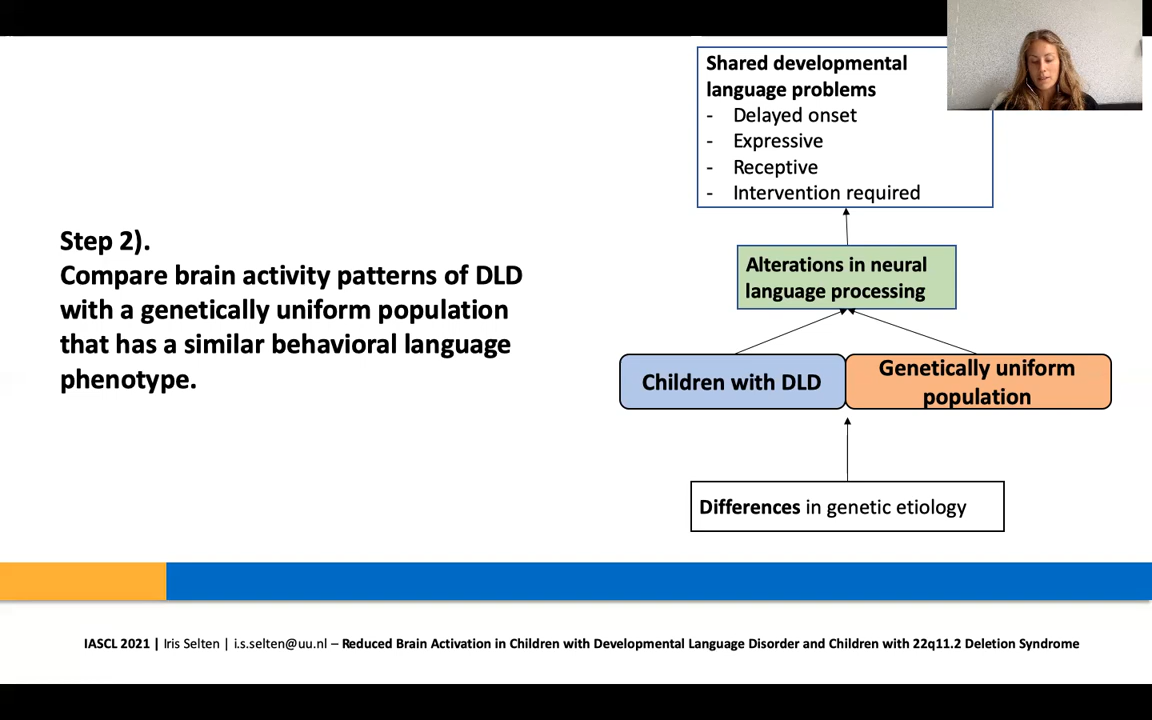 Shared developmental
language problems
- Delayed onset
- Expressive
- Receptive
- Intervention required
Step 2).
Compare brain activity patterns of DLD
with a genetically uniform population
that has a similar behavioral language
phenotype.
Alterations in neural
language processing
Children with DLD
Genetically uniform
population
Differences in genetic etiology
IASCL 2021 | Iris Selten | i.s.selten@uu.nl – Reduced Brain Activation in Children with Developmental Language Disorder and Children with 22q11.2 Deletion Syndrome